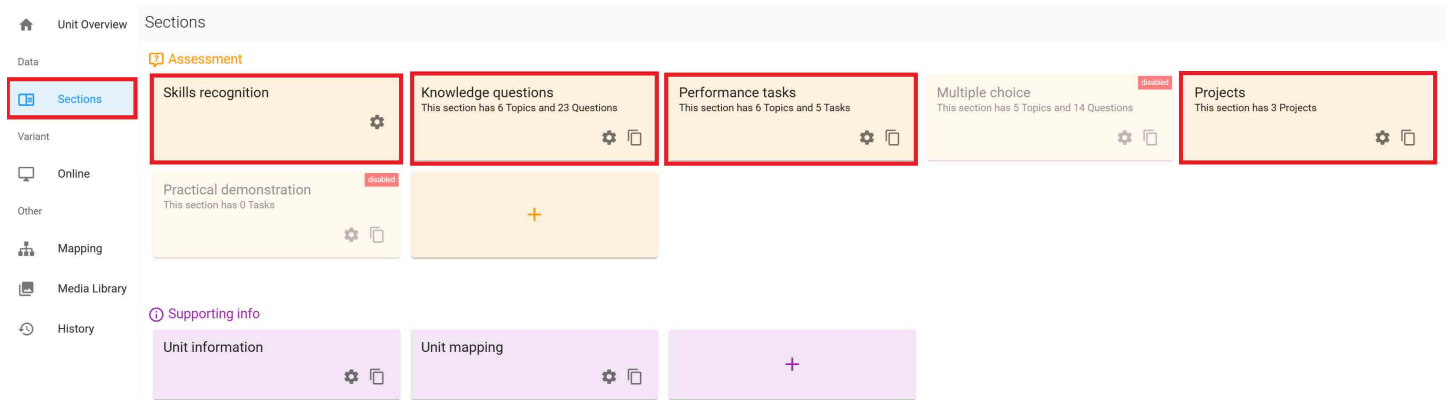 Unit Overview
Sections
Data
Sections
Variant
Online
Other
Mapping
Media Library
History
Assessment
Skills recognition
Knowledge questions
This section has 6 Topics and 23 Questions
Performance tasks
This section has 6 Topics and 5 Tasks
disabled
Multiple choice
This section has 5 Topics and 14 Questions
Projects
This section has 3 Projects
disabled
Practical demonstration
This section has 0 Tasks
+
Supporting info
Unit information
Unit mapping
+